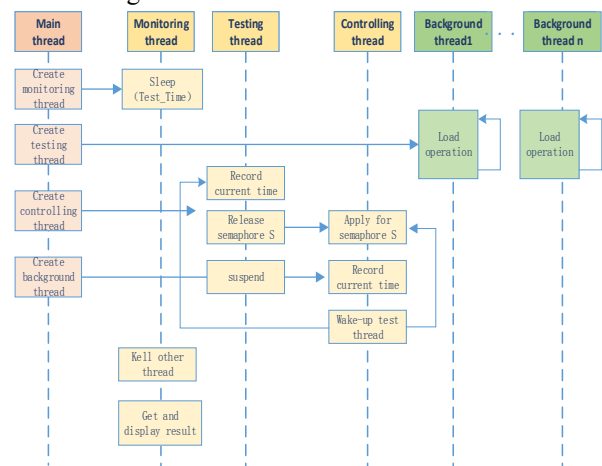 Main
thread
Monitoring
thread
Testing
thread
Controlling
thread
Background
thread1
. . .
Background
thread n
Create
monitoring
thread
Sleep
(Test_Time)
Create
testing
thread
Load
operation
Load
operation
Record
current time
Create
controlling
thread
Release
semaphore S
Apply for
semaphore S
Create
background
thread
suspend
Record
current time
Wake-up test
thread
Kell other
thread
Get and
display result